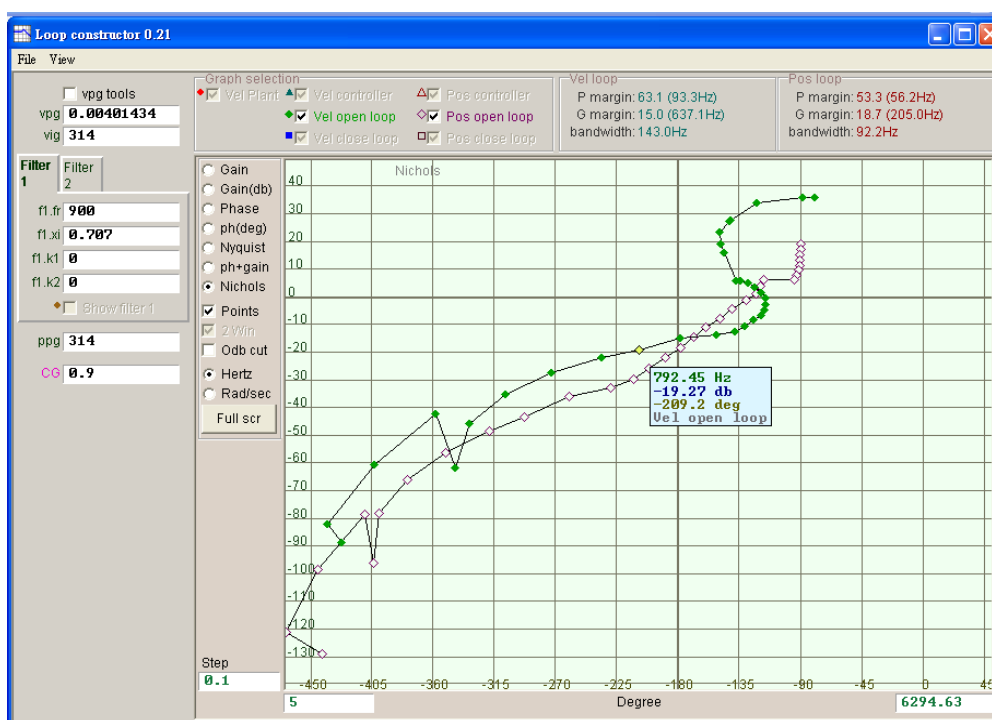 Loop constructor 0.21
File View
vpg tools
vpg 0.00401434
vig 314
Filter 1
Filter 2
f1.fr 900
f1.xi 0.707
f1.k1 0
f1.k2 0
Show filter 1
ppg 314
CG 0.9
Graph selection
Vel Plant
Vel controller
Pos controller
Vel open loop
Pos open loop
Vel close loop
Pos close loop
Vel loop
P margin: 63.1 (93.3Hz)
G margin: 15.0 (637.1Hz)
bandwidth: 143.0Hz
Pos loop
P margin: 53.3 (56.2Hz)
G margin: 18.7 (205.0Hz)
bandwidth: 92.2Hz
Gain
Gain(db)
Phase
ph(deg)
Nyquist
ph+gain
Nichols
Points
2 Win
0db cut
Hertz
Rad/sec
Full scr
Step
0.1
Nichols
40
30
20
10
0
-10
-20
-30
-40
-50
-60
-70
-80
-90
-100
-110
-120
-130
792.45 Hz
-19.27 db
-209.2 deg
Vel open loop
-450 -405 -360 -315 -270 -225 -180 -135 -90 -45 0 45
5
Degree
6294.63